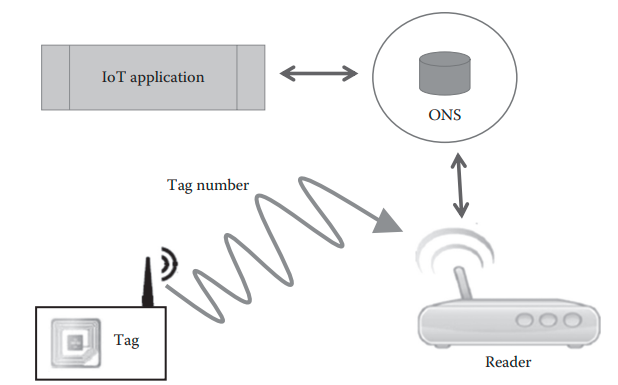 IoT application
ONS
Tag number
Tag
Reader